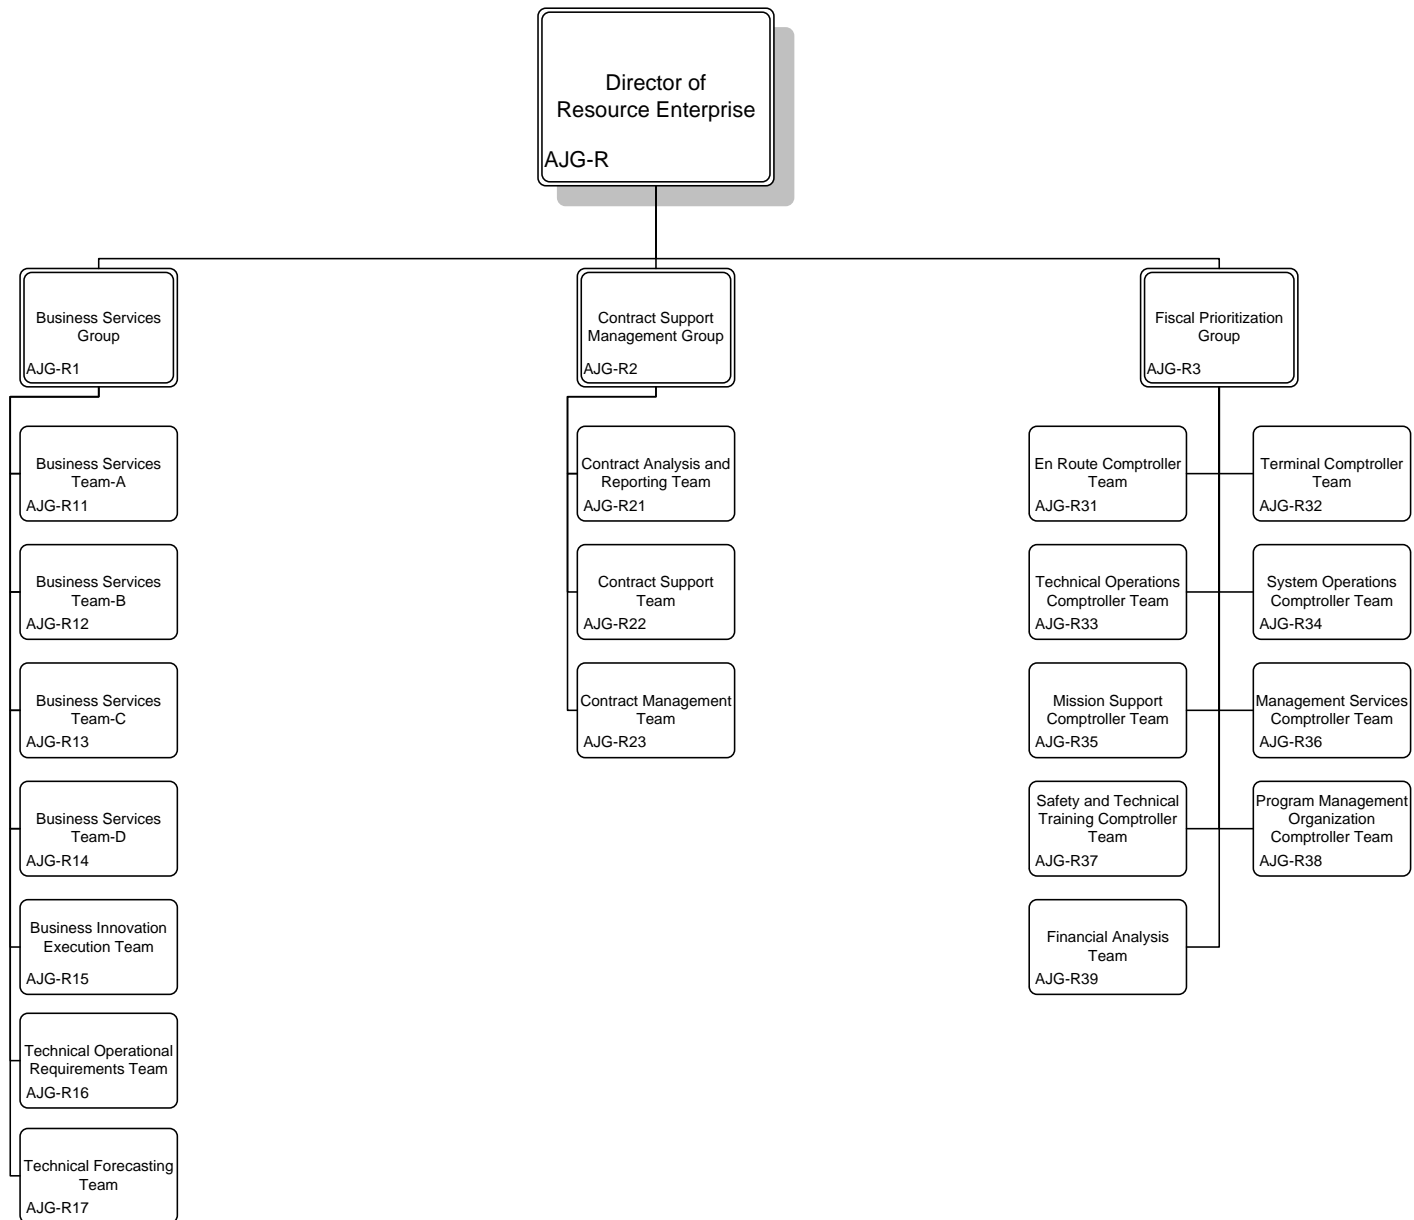 Director of
Resource Enterprise
AJG-R
Business Services
Group
AJG-R1
Contract Support
Management Group
AJG-R2
Fiscal Prioritization
Group
AJG-R3
Business Services
Team-A
AJG-R11
Business Services
Team-B
AJG-R12
Business Services
Team-C
AJG-R13
Business Services
Team-D
AJG-R14
Business Innovation
Execution Team
AJG-R15
Technical Operational
Requirements Team
AJG-R16
Technical Forecasting
Team
AJG-R17
Contract Analysis and
Reporting Team
AJG-R21
Contract Support
Team
AJG-R22
Contract Management
Team
AJG-R23
En Route Comptroller
Team
AJG-R31
Terminal Comptroller
Team
AJG-R32
Technical Operations
Comptroller Team
AJG-R33
System Operations
Comptroller Team
AJG-R34
Mission Support
Comptroller Team
AJG-R35
Management Services
Comptroller Team
AJG-R36
Safety and Technical
Training Comptroller
Team
AJG-R37
Program Management
Organization
Comptroller Team
AJG-R38
Financial Analysis
Team
AJG-R39